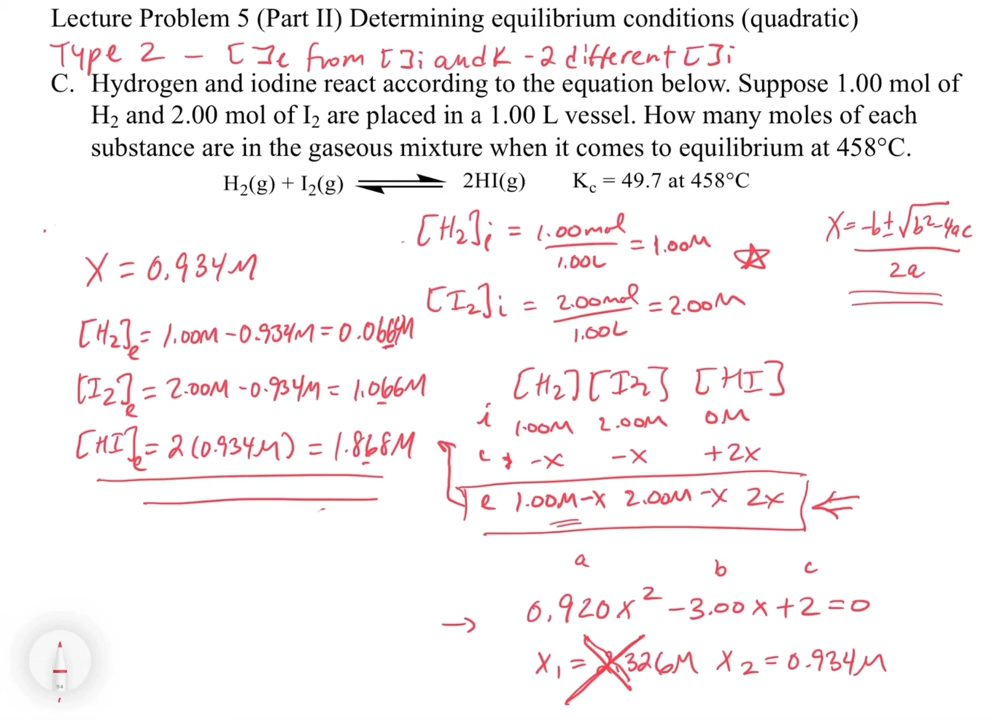 Lecture Problem 5 (Part II) Determining equilibrium conditions (quadratic)
Type 2 - [ ]e from [ ]i and K - 2 different [ ]i
C. Hydrogen and iodine react according to the equation below. Suppose 1.00 mol of
H₂ and 2.00 mol of I₂ are placed in a 1.00 L vessel. How many moles of each
substance are in the gaseous mixture when it comes to equilibrium at 458°C.
H₂(g) + I₂(g) ⇌ 2HI(g) K_c = 49.7 at 458°C
[H₂]i = 1.00mol / 1.00L = 1.00M
X = -b±√b²-4ac / 2a
X = 0.934M
[I₂]i = 2.00mol / 1.00L = 2.00M
[H₂]e = 1.00M - 0.934M = 0.066M
[I₂]e = 2.00M - 0.934M = 1.066M
[HI]e = 2(0.934M) = 1.868M
[H₂] [I₂] [HI]
i 1.00M 2.00M 0M
c -x -x +2x
e 1.00M-x 2.00M-x 2x
a b c
→ 0.920x² - 3.00x + 2 = 0
X₁ = 2.326M X₂ = 0.934M